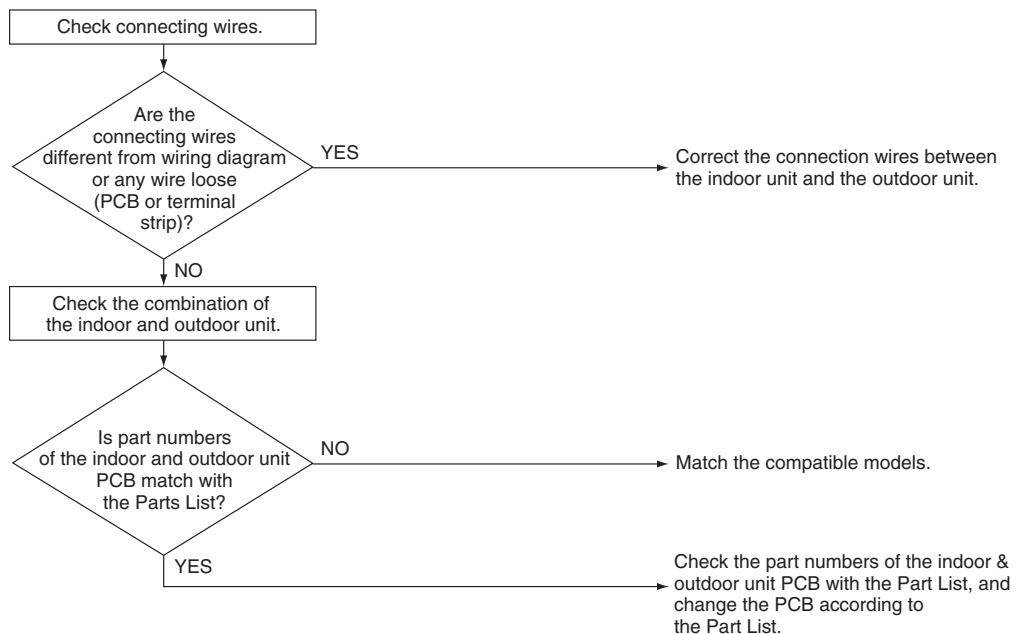 Check connecting wires.
Are the
connecting wires
different from wiring diagram
or any wire loose
(PCB or terminal
strip)?
YES
Correct the connection wires between
the indoor unit and the outdoor unit.
NO
Check the combination of
the indoor and outdoor unit.
Is part numbers
of the indoor and outdoor unit
PCB match with
the Parts List?
NO
Match the compatible models.
YES
Check the part numbers of the indoor &
outdoor unit PCB with the Part List, and
change the PCB according to
the Part List.